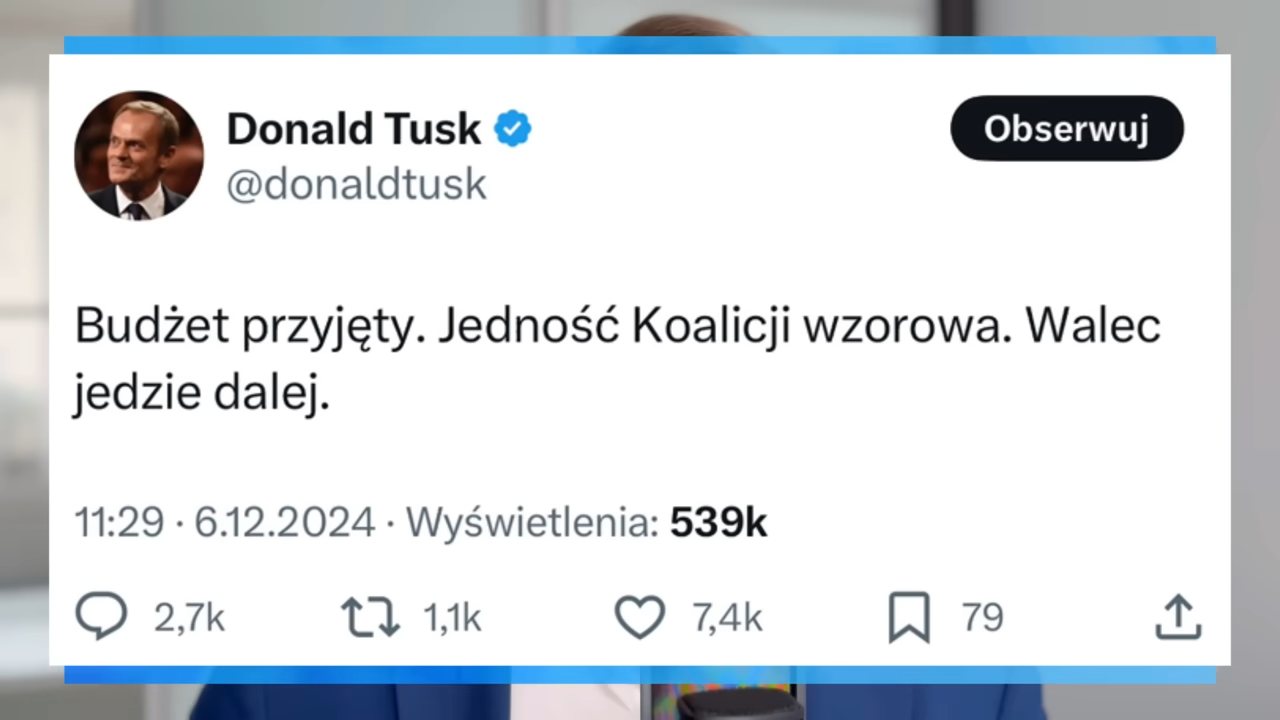 Donald Tusk
@donaldtusk
Obserwuj
Budżet przyjęty. Jedność Koalicji wzorowa. Walec
jedzie dalej.
11:29 · 6.12.2024 · Wyświetlenia: 539k
2,7k 1,1k 7,4k 79